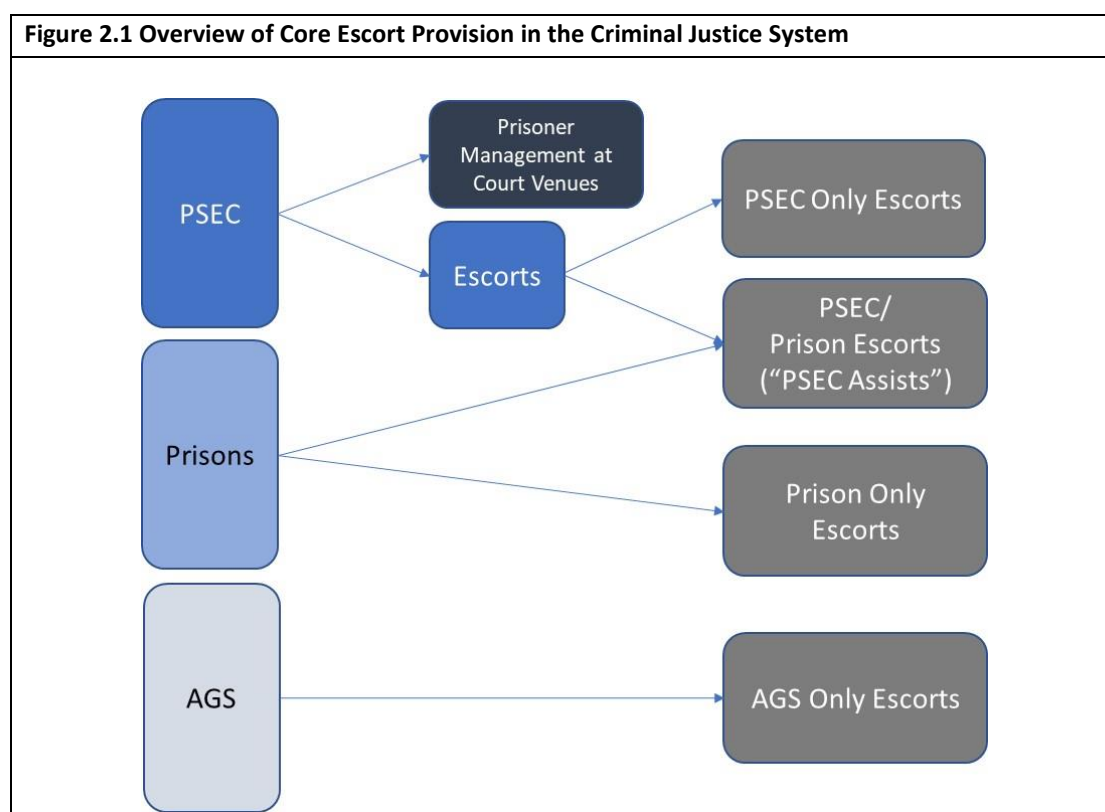 Figure 2.1 Overview of Core Escort Provision in the Criminal Justice System
PSEC
Prisoner
Management at
Court Venues
Escorts
PSEC Only Escorts
PSEC/
Prison Escorts
(“PSEC Assists”)
Prisons
Prison Only
Escorts
AGS
AGS Only Escorts